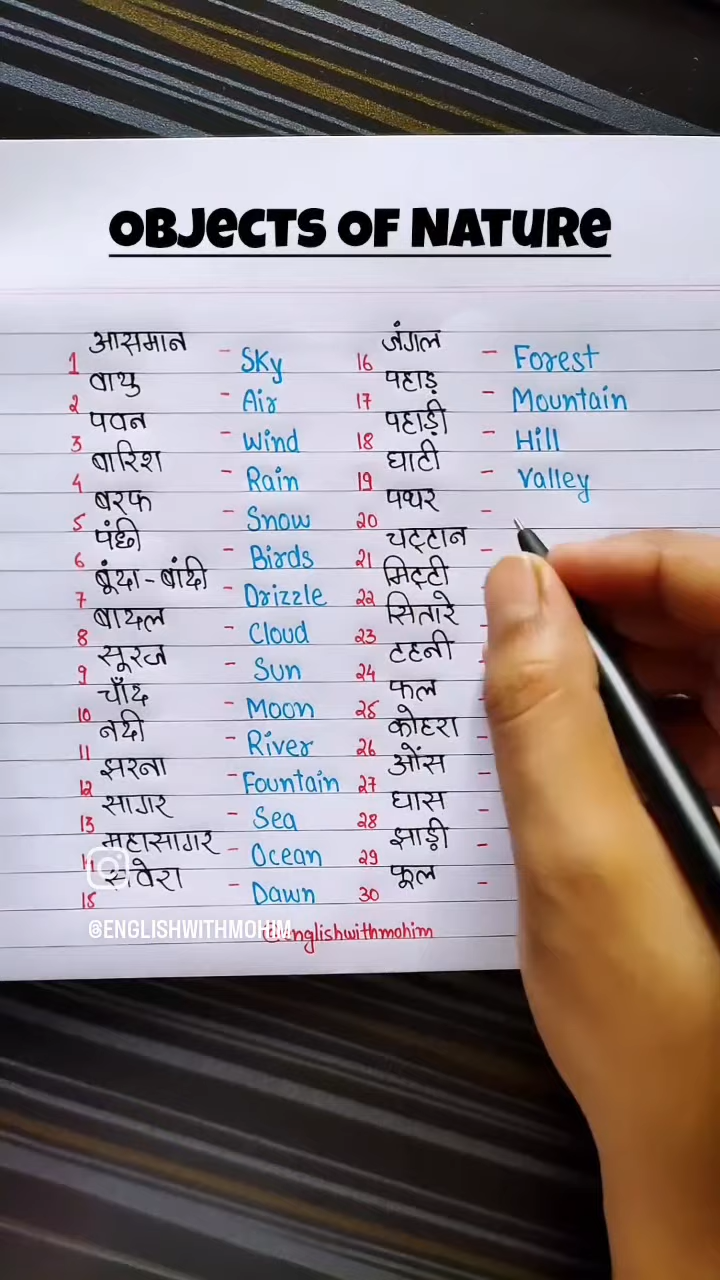 OBJECTS OF NATURE
1 आसमान - Sky
2 वायु - Air
3 पवन - Wind
4 बारिश - Rain
5 बरफ - Snow
6 पंछी - Birds
7 बूंदा-बांदी - Drizzle
8 बादल - Cloud
9 सूरज - Sun
10 चाँद - Moon
11 नदी - River
12 झरना - Fountain
13 सागर - Sea
14 महासागर - Ocean
15 सवेरा - Dawn
16 जंगल - Forest
17 पहाड़ - Mountain
18 पहाड़ी - Hill
19 घाटी - Valley
20 पथर -
21 चट्टान -
22 मिट्टी
23 सितारे -
24 टहनी -
25 फल -
26 कोहरा -
27 ओंस -
28 घास -
29 झाड़ी -
30 फूल -
@ENGLISHWITHMOHIM
@englishwithmohim